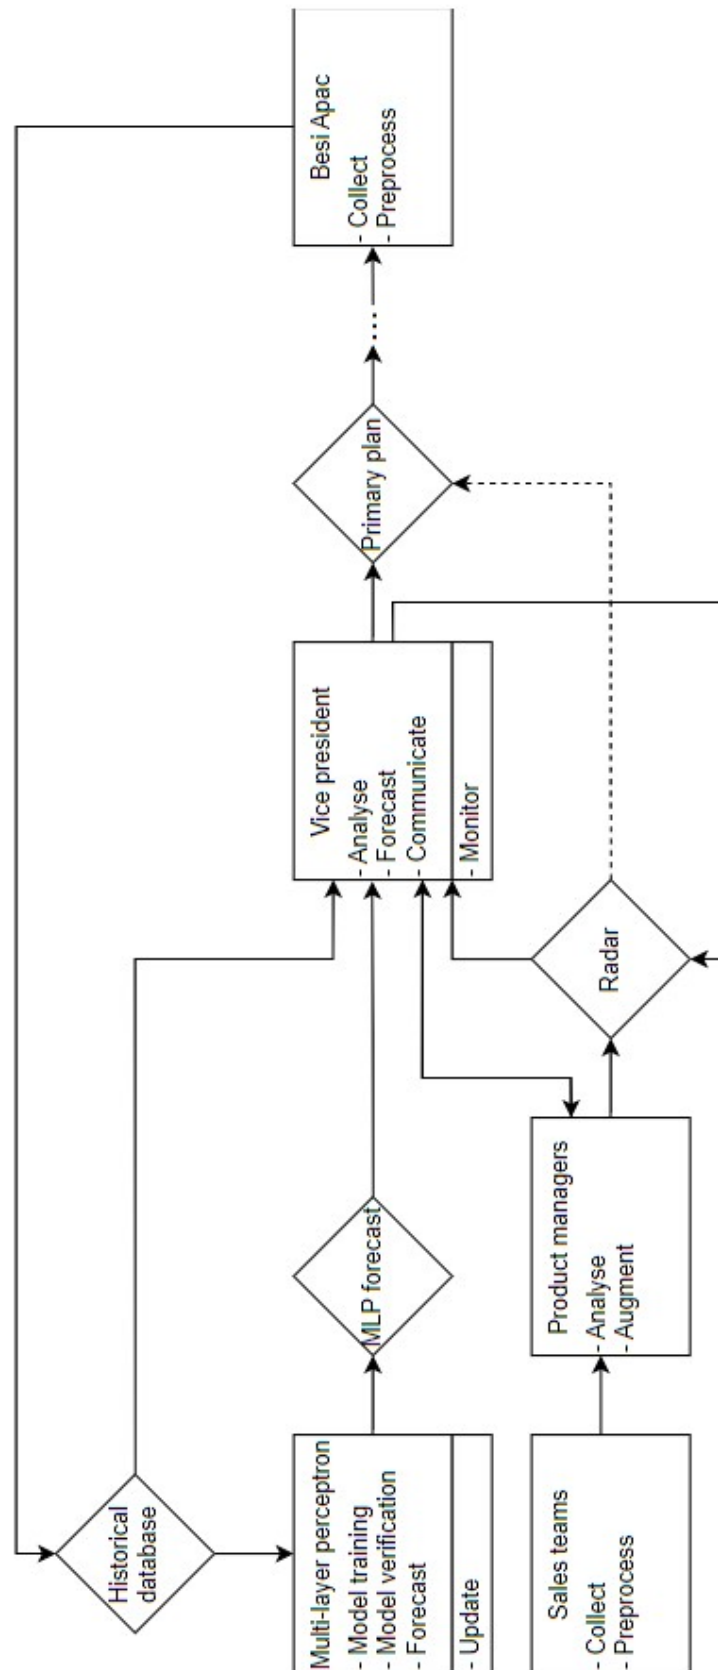 Historical
database
Multi-layer perceptron
- Model training
- Model verification
- Forecast
- Update
MLP forecast
Sales teams
- Collect
- Preprocess
Product managers
- Analyse
- Augment
Radar
Vice president
- Analyse
- Forecast
- Communicate
- Monitor
Primary plan
...
Besi Apac
- Collect
- Preprocess